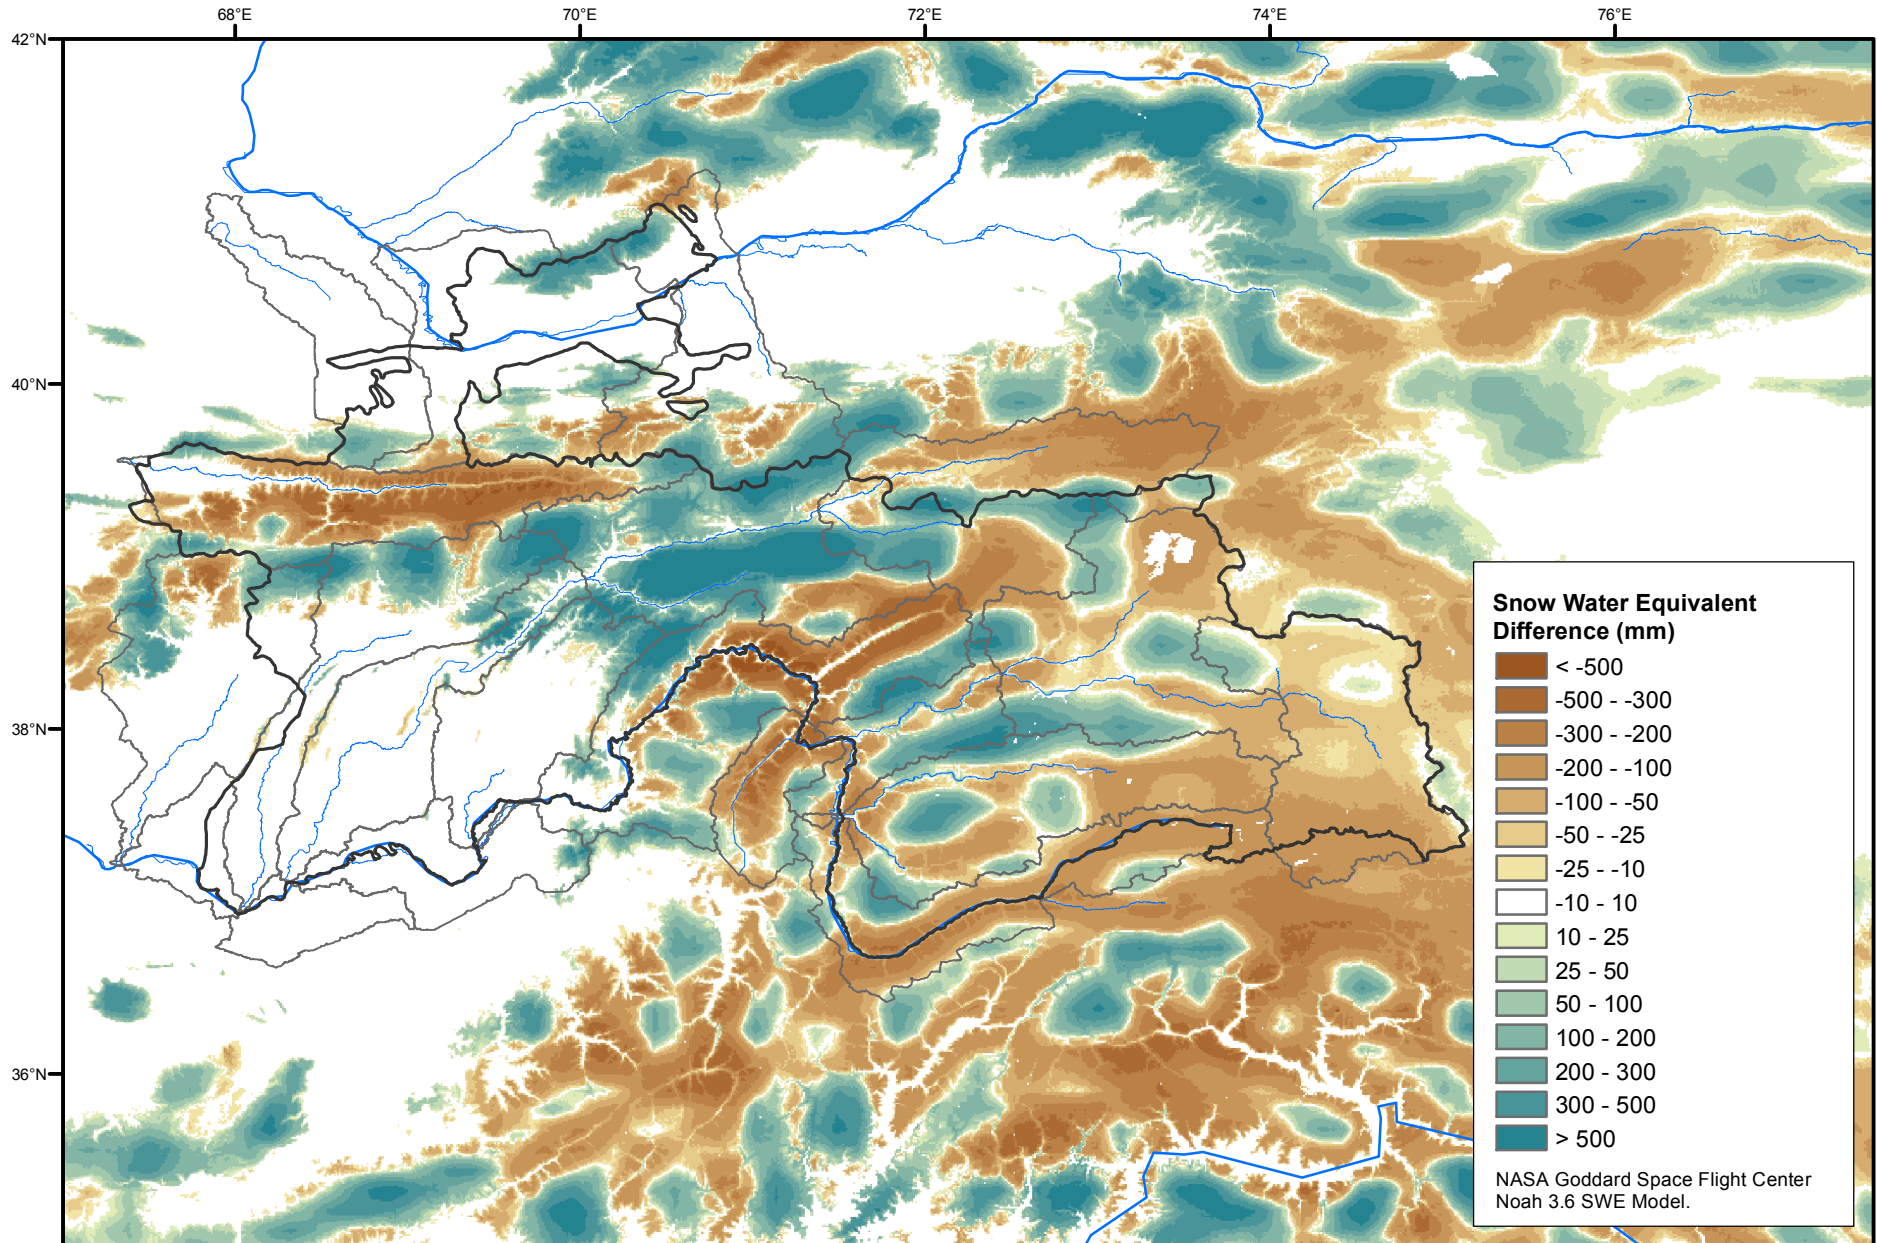 68°E
70°E
72°E
74°E
76°E
42°N
40°N
38°N
36°N
Snow Water Equivalent
Difference (mm)
< -500
-500 - -300
-300 - -200
-200 - -100
-100 - -50
-50 - -25
-25 - -10
-10 - 10
10 - 25
25 - 50
50 - 100
100 - 200
200 - 300
300 - 500
> 500
NASA Goddard Space Flight Center
Noah 3.6 SWE Model.